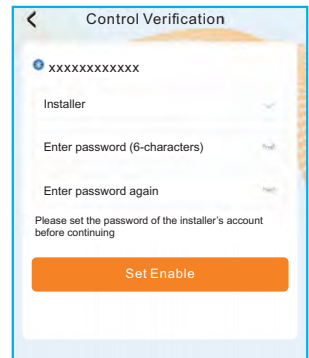 Control Verification
xxxxxxxxxxxx
Installer
Enter password (6-characters)
Enter password again
Please set the password of the installer's account
before continuing
Set Enable